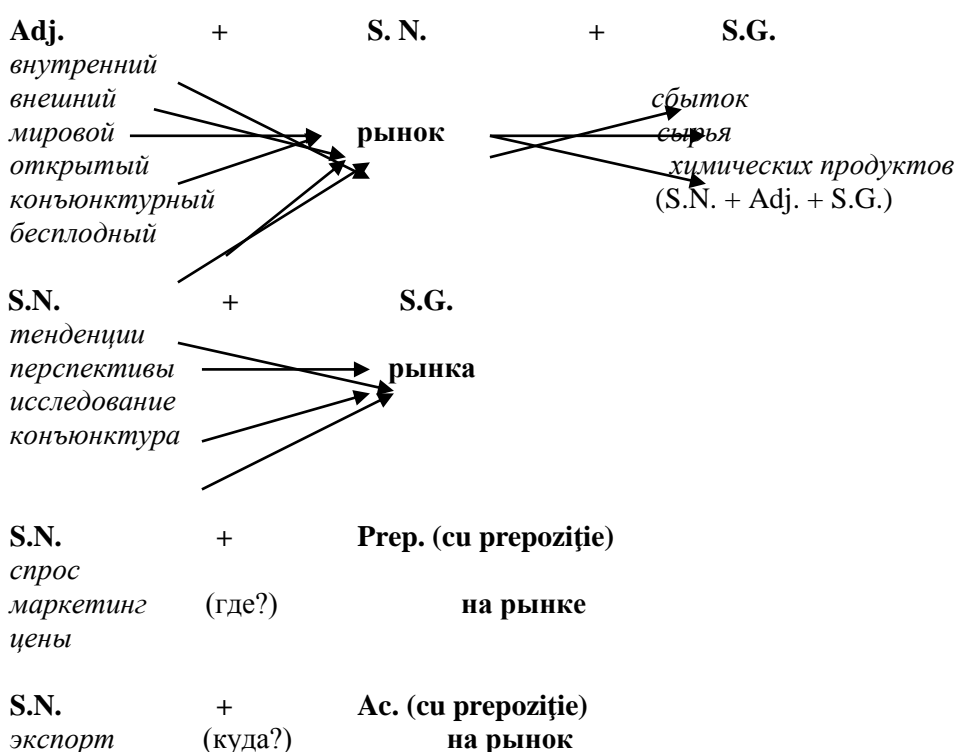 Adj. + S. N. + S.G.
внутренний
внешний сбыток
мировой рынок сырья
открытый химических продуктов
конъюнктурный (S.N. + Adj. + S.G.)
бесплодный
S.N. + S.G.
тенденции
перспективы рынка
исследование
конъюнктура
S.N. + Prep. (cu prepoziţie)
спрос
маркетинг (где?) на рынке
цены
S.N. + Ac. (cu prepoziţie)
экспорт (куда?) на рынок